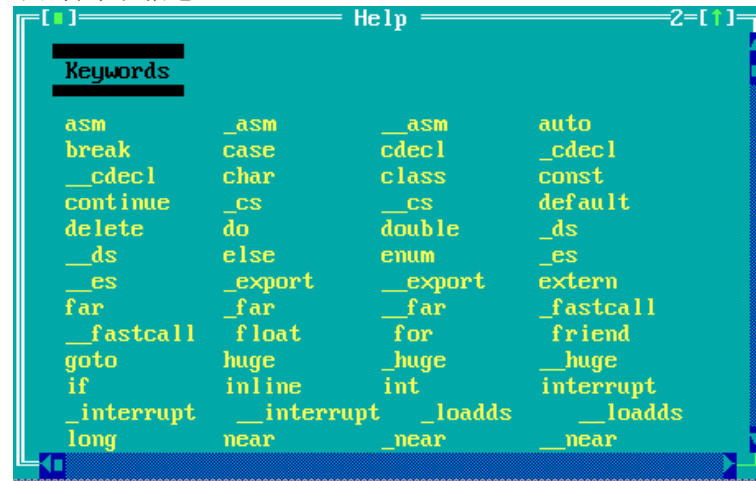 [■] Help 2=[↑]
Keywords
asm _asm __asm auto
break case cdecl _cdecl
__cdecl char class const
continue _cs __cs default
delete do double _ds
__ds else enum _es
__es _export __export extern
far _far __far _fastcall
__fastcall float for friend
goto huge _huge __huge
if inline int interrupt
_interrupt __interrupt _loadds __loadds
long near _near __near